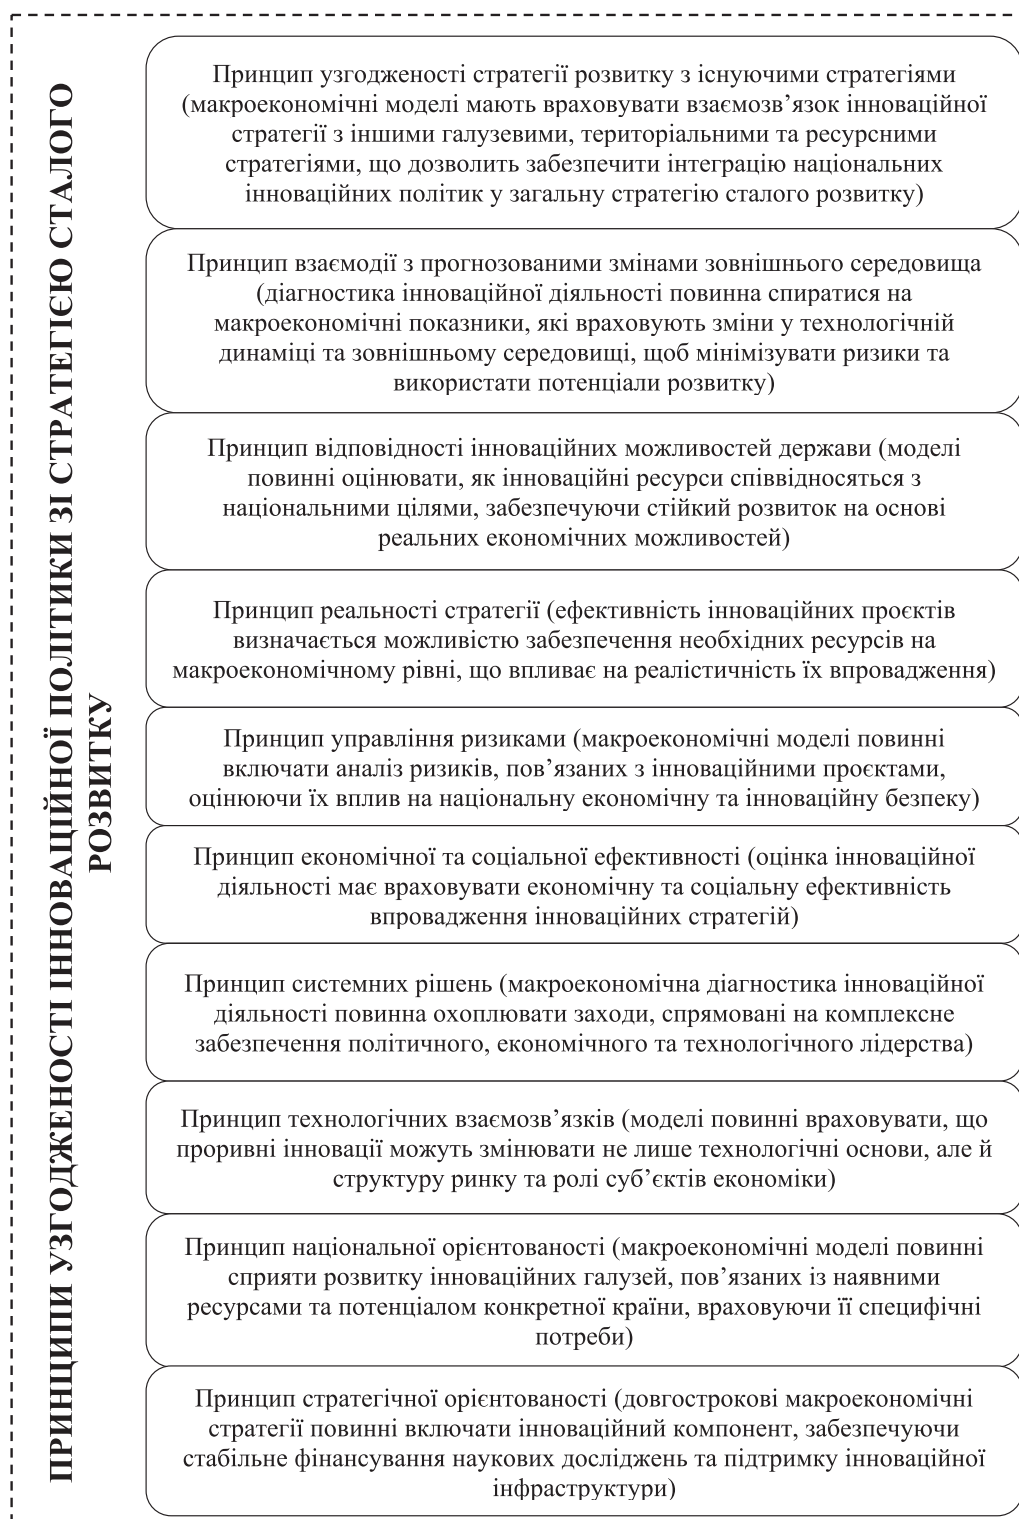 ПРИНЦИПИ УЗГОДЖЕНОСТІ ІННОВАЦІЙНОЇ ПОЛІТИКИ ЗІ СТРАТЕГІЄЮ СТАЛОГО
РОЗВИТКУ
Принцип узгодженості стратегії розвитку з існуючими стратегіями
(макроекономічні моделі мають враховувати взаємозв’язок інноваційної
стратегії з іншими галузевими, територіальними та ресурсними
стратегіями, що дозволить забезпечити інтеграцію національних
інноваційних політик у загальну стратегію сталого розвитку)
Принцип взаємодії з прогнозованими змінами зовнішнього середовища
(діагностика інноваційної діяльності повинна спиратися на
макроекономічні показники, які враховують зміни у технологічній
динаміці та зовнішньому середовищі, щоб мінімізувати ризики та
використати потенціали розвитку)
Принцип відповідності інноваційних можливостей держави (моделі
повинні оцінювати, як інноваційні ресурси співвідносяться з
національними цілями, забезпечуючи стійкий розвиток на основі
реальних економічних можливостей)
Принцип реальності стратегії (ефективність інноваційних проєктів
визначається можливістю забезпечення необхідних ресурсів на
макроекономічному рівні, що впливає на реалістичність їх впровадження)
Принцип управління ризиками (макроекономічні моделі повинні
включати аналіз ризиків, пов’язаних з інноваційними проєктами,
оцінюючи їх вплив на національну економічну та інноваційну безпеку)
Принцип економічної та соціальної ефективності (оцінка інноваційної
діяльності має враховувати економічну та соціальну ефективність
впровадження інноваційних стратегій)
Принцип системних рішень (макроекономічна діагностика інноваційної
діяльності повинна охоплювати заходи, спрямовані на комплексне
забезпечення політичного, економічного та технологічного лідерства)
Принцип технологічних взаємозв’язків (моделі повинні враховувати, що
проривні інновації можуть змінювати не лише технологічні основи, але й
структуру ринку та ролі суб’єктів економіки)
Принцип національної орієнтованості (макроекономічні моделі повинні
сприяти розвитку інноваційних галузей, пов’язаних із наявними
ресурсами та потенціалом конкретної країни, враховуючи її специфічні
потреби)
Принцип стратегічної орієнтованості (довгострокові макроекономічні
стратегії повинні включати інноваційний компонент, забезпечуючи
стабільне фінансування наукових досліджень та підтримку інноваційної
інфраструктури)